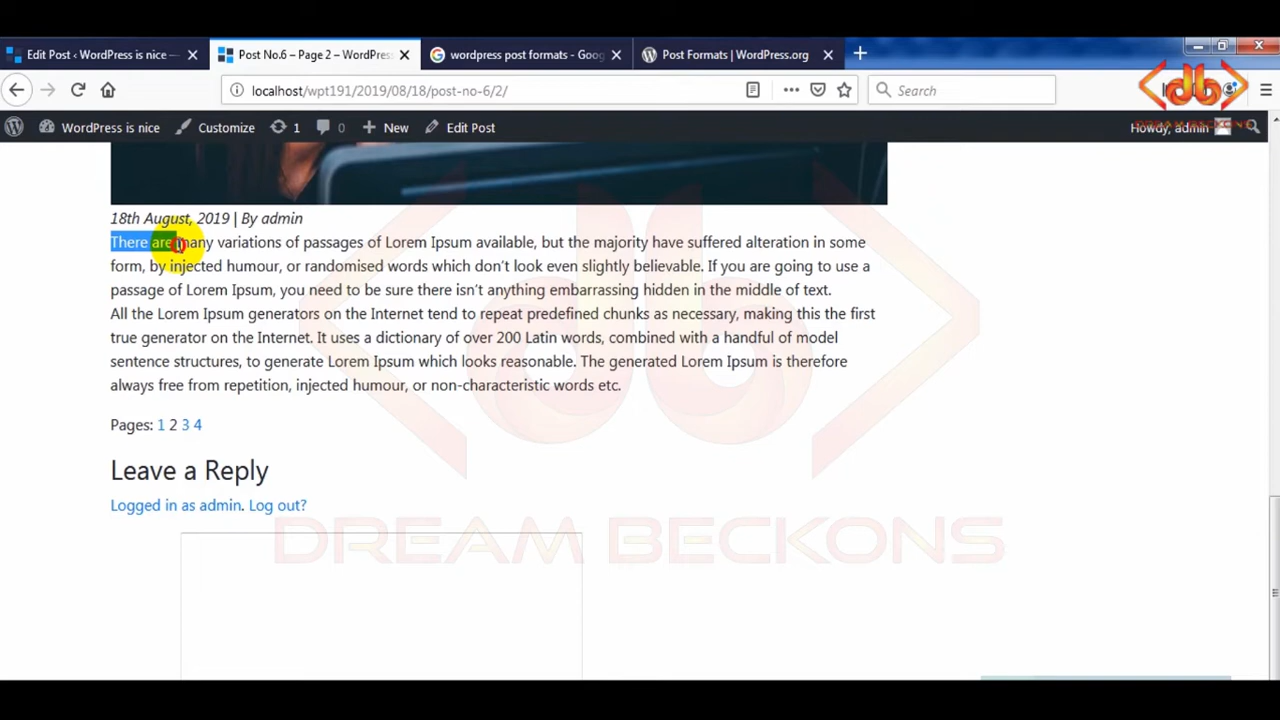 Edit Post ‹ WordPress is nice —
Post No.6 – Page 2 – WordPres
wordpress post formats - Goog
Post Formats | WordPress.org
localhost/wpt191/2019/08/18/post-no-6/2/
Search
WordPress is nice
Customize
1
0
New
Edit Post
Howdy, admin
18th August, 2019 | By admin
There are many variations of passages of Lorem Ipsum available, but the majority have suffered alteration in some
form, by injected humour, or randomised words which don’t look even slightly believable. If you are going to use a
passage of Lorem Ipsum, you need to be sure there isn’t anything embarrassing hidden in the middle of text.
All the Lorem Ipsum generators on the Internet tend to repeat predefined chunks as necessary, making this the first
true generator on the Internet. It uses a dictionary of over 200 Latin words, combined with a handful of model
sentence structures, to generate Lorem Ipsum which looks reasonable. The generated Lorem Ipsum is therefore
always free from repetition, injected humour, or non-characteristic words etc.
Pages: 1 2 3 4
Leave a Reply
Logged in as admin. Log out?
DREAM BECKONS
db
DREAM BECKONS